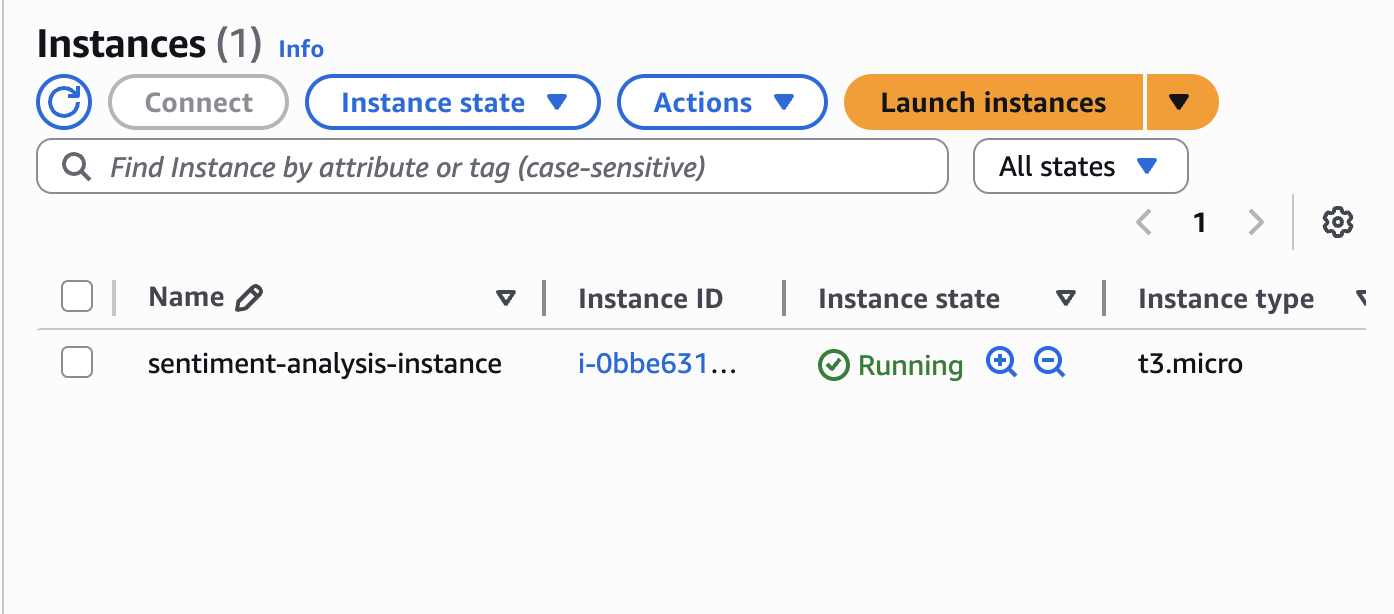 Instances (1) Info
Connect Instance state Actions Launch instances
Find Instance by attribute or tag (case-sensitive) All states
1
Name Instance ID Instance state Instance type
sentiment-analysis-instance i-0bbe631... Running t3.micro